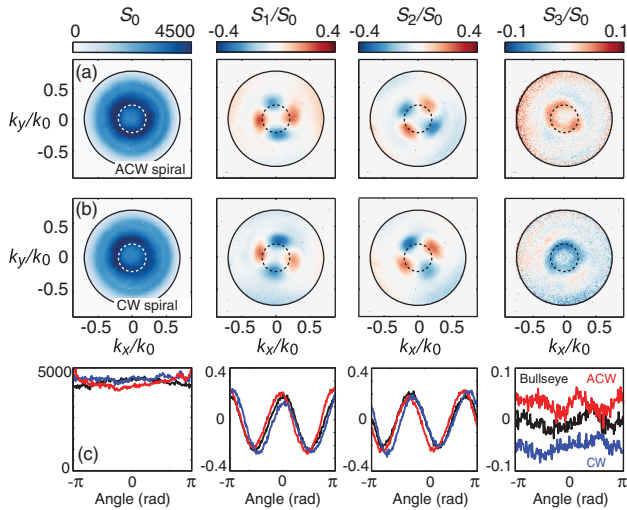 S0 S1/S0 S2/S0 S3/S0
0 4500 -0.4 0.4 -0.4 0.4 -0.1 0.1
(a)
0.5
ky/k0 0
-0.5
ACW spiral
(b)
0.5
ky/k0 0
-0.5
CW spiral
-0.5 0 0.5 -0.5 0 0.5 -0.5 0 0.5 -0.5 0 0.5
kx/k0 kx/k0 kx/k0 kx/k0
5000 0.4 0.4 0.1 Bullseye ACW
0 0 0
(c) CW
0 -0.4 -0.4 -0.1
-π 0 π -π 0 π -π 0 π -π 0 π
Angle (rad) Angle (rad) Angle (rad) Angle (rad)